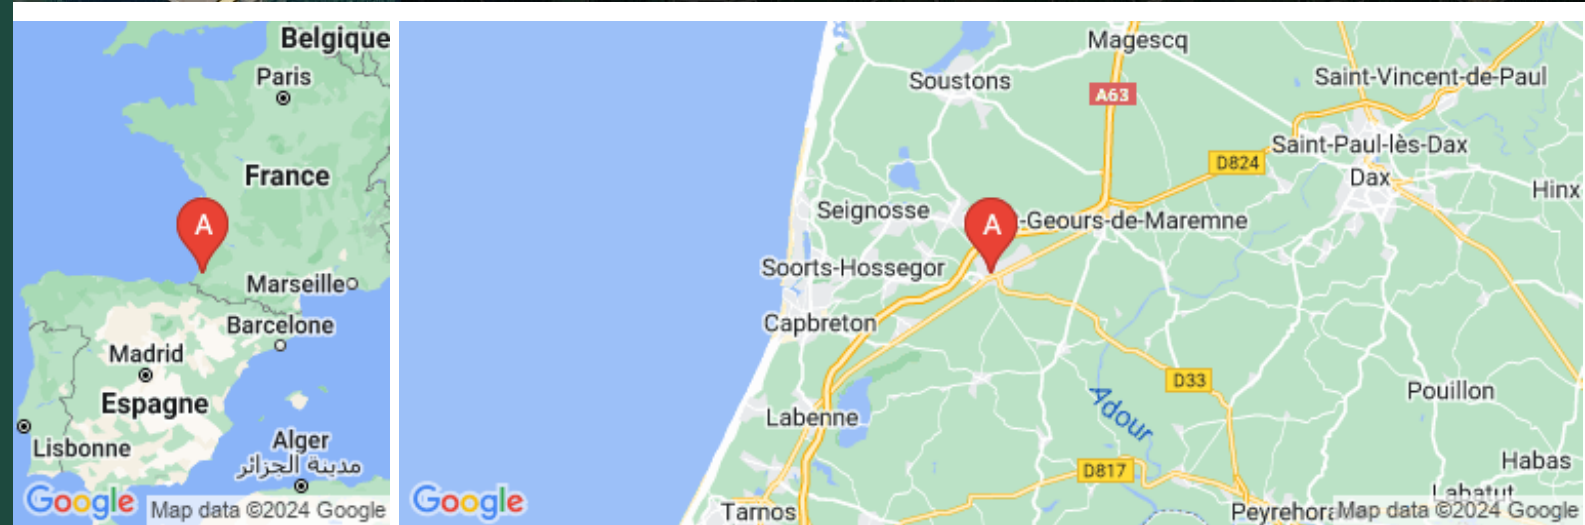 Belgique
Paris
France
A
Marseille
Barcelone
Madrid
Espagne
Lisbonne
Alger
مدينة الجزائر
Google
Map data ©2024 Google
Magescq
Soustons
Saint-Vincent-de-Paul
A63
Saint-Paul-lès-Dax
D824
Dax
Hinx
Seignosse
A
-Geours-de-Maremne
Soorts-Hossegor
Capbreton
D33
Pouillon
Adour
Labenne
Habas
D817
Labatut
Google
Tarnos
Peyrehora
Map data ©2024 Google